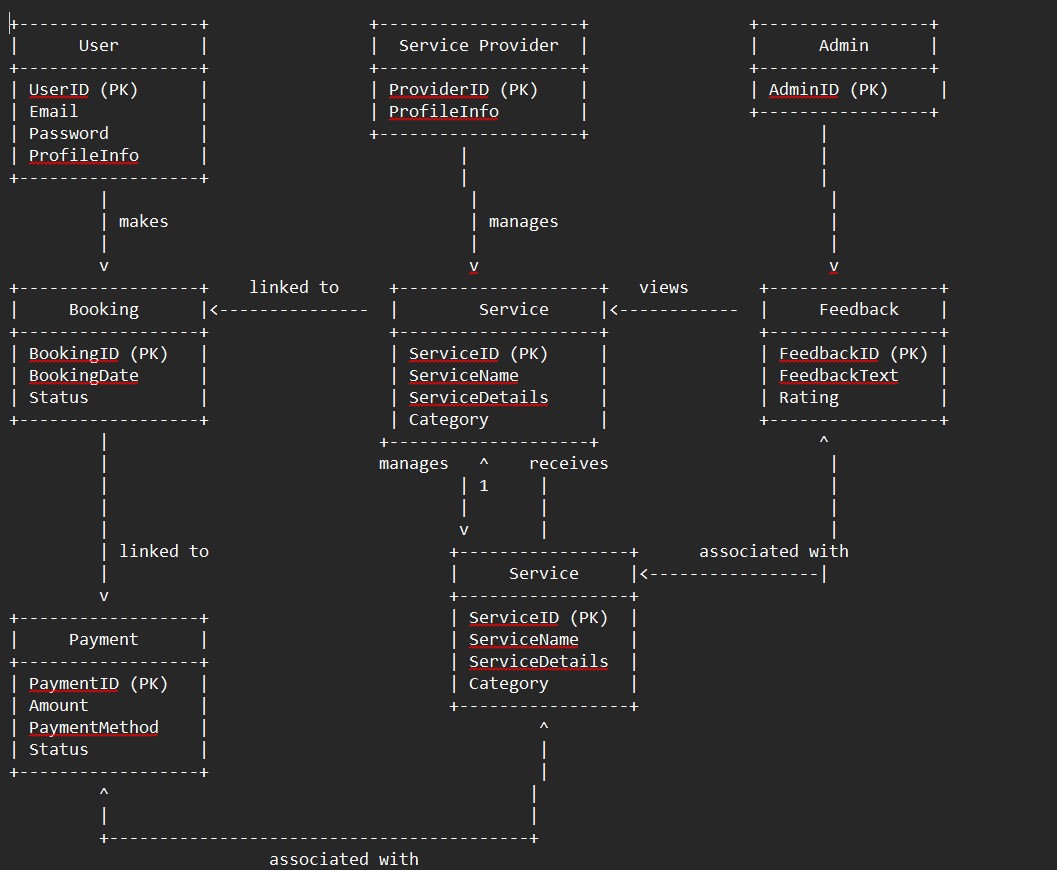 +------------------+                +--------------------+                +-----------------+
|      User        |                |  Service Provider  |                |      Admin      |
+------------------+                +--------------------+                +-----------------+
| UserID (PK)      |                | ProviderID (PK)    |                | AdminID (PK)     |
| Email            |                | ProfileInfo        |                +-----------------+
| Password         |                +--------------------+                       |
| ProfileInfo      |                         |                                   |
+------------------+                         |                                   |
         |                                    |                                   |
         | makes                              | manages                           |
         |                                    |                                   |
         v                                    v                                   v
+------------------+    linked to     +--------------------+   views       +-----------------+
|     Booking      |<---------------  |        Service     |<------------  |     Feedback    |
+------------------+                  +--------------------+               +-----------------+
| BookingID (PK)   |                  | ServiceID (PK)     |               | FeedbackID (PK) |
| BookingDate      |                  | ServiceName        |               | FeedbackText    |
| Status           |                  | ServiceDetails     |               | Rating          |
+------------------+                  | Category           |               +-----------------+
         |                           +--------------------+                      ^
         |                           manages   ^    receives                      |
         |                                   | 1     |                            |
         |                                   |       |                            |
         |                                   v       |                            |
         | linked to                        +-----------------+      associated with
         |                                  |     Service     |<-----------------|
         v                                  +-----------------+
+------------------+                        | ServiceID (PK)  |
|     Payment      |                        | ServiceName     |
+------------------+                        | ServiceDetails  |
| PaymentID (PK)   |                        | Category        |
| Amount           |                        +-----------------+
| PaymentMethod    |                                 ^
| Status           |                                 |
+------------------+                                 |
         ^                                          |
         |                                          |
         +------------------------------------------+
                          associated with